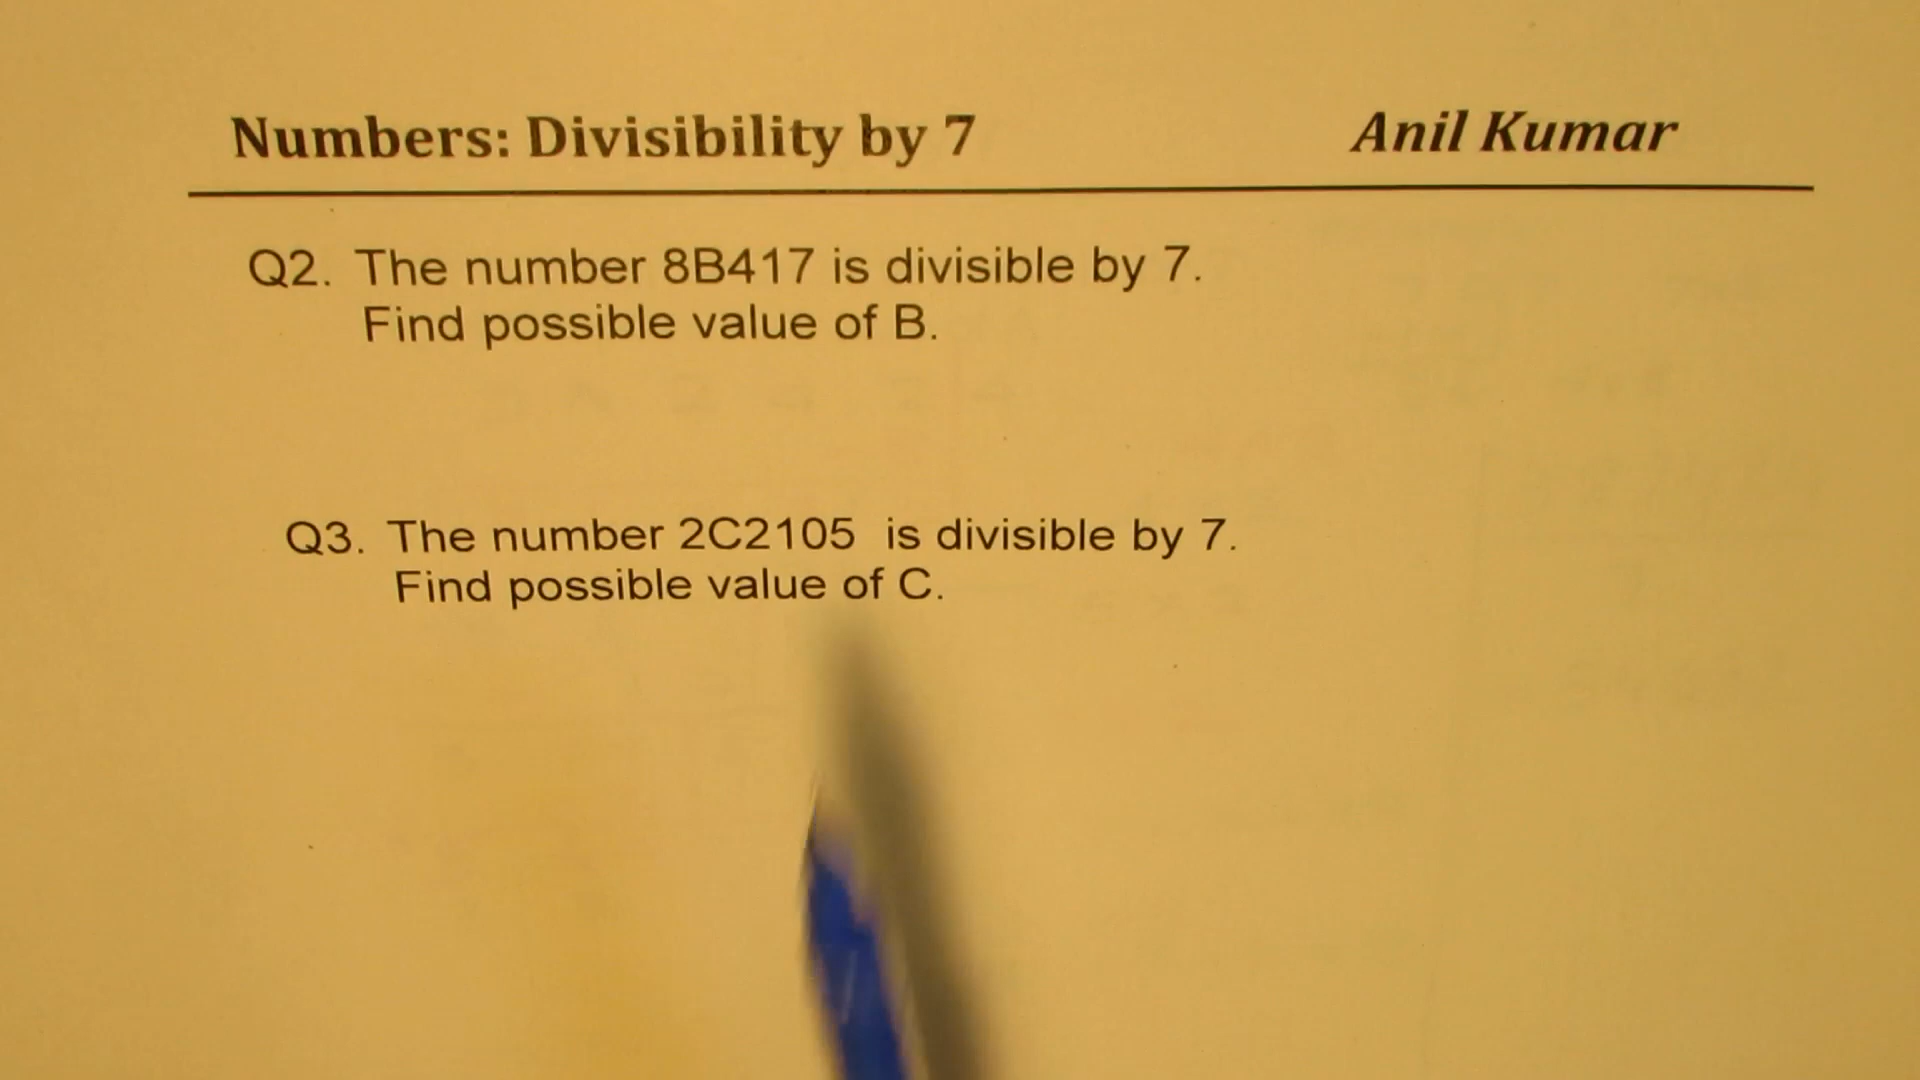 Numbers: Divisibility by 7 Anil Kumar
Q2. The number 8B417 is divisible by 7.
Find possible value of B.
Q3. The number 2C2105 is divisible by 7.
Find possible value of C.